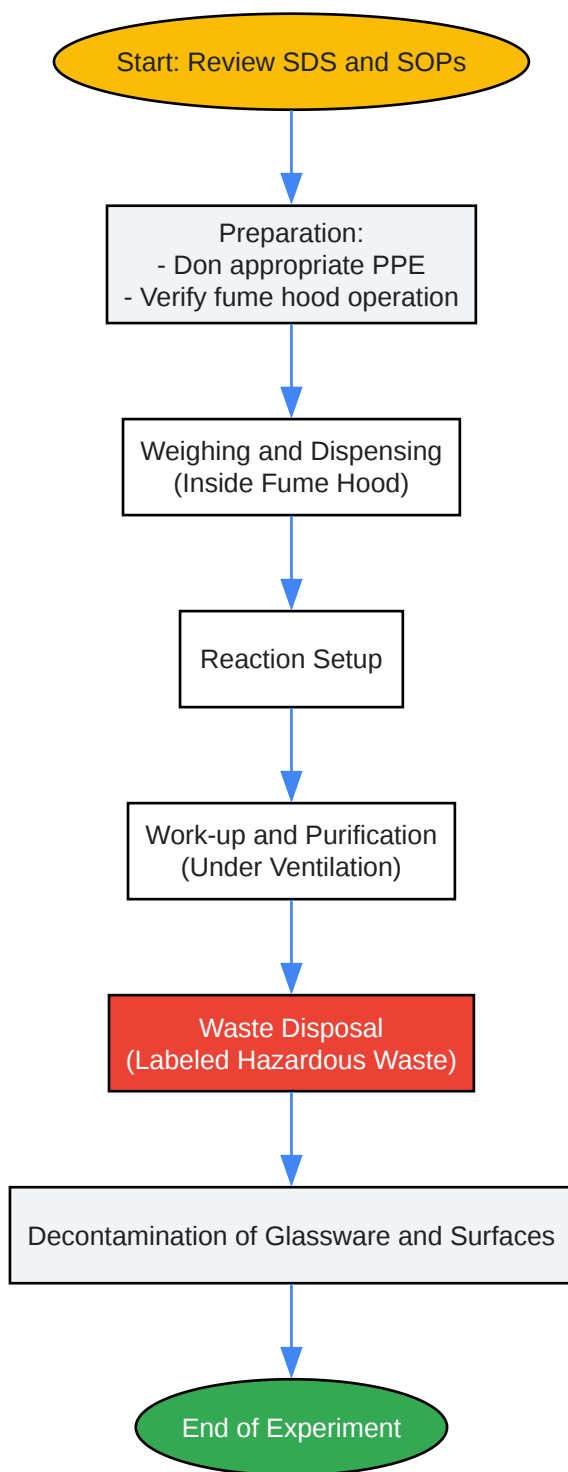 Start: Review SDS and SOPs
Preparation:
- Don appropriate PPE
- Verify fume hood operation
Weighing and Dispensing
(Inside Fume Hood)
Reaction Setup
Work-up and Purification
(Under Ventilation)
Waste Disposal
(Labeled Hazardous Waste)
Decontamination of Glassware and Surfaces
End of Experiment